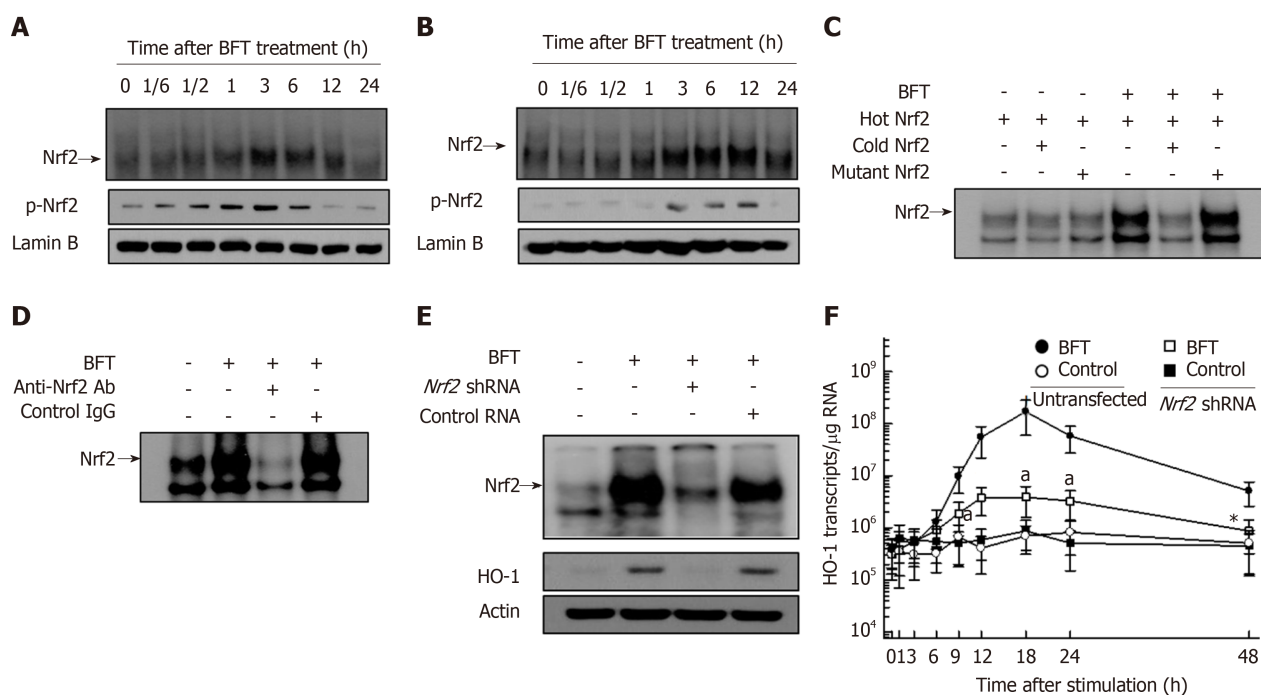 A
Time after BFT treatment (h)
0 1/6 1/2 1 3 6 12 24
Nrf2
p-Nrf2
Lamin B
B
Time after BFT treatment (h)
0 1/6 1/2 1 3 6 12 24
Nrf2
p-Nrf2
Lamin B
C
BFT - - - + + +
Hot Nrf2 + + + + + +
Cold Nrf2 - + - - + -
Mutant Nrf2 - - + - - +
Nrf2
D
BFT - + + +
Anti-Nrf2 Ab - - + -
Control IgG - - - +
Nrf2
E
BFT - + + +
Nrf2 shRNA - - + -
Control RNA - - - +
Nrf2
HO-1
Actin
F
BFT BFT
Control Control
Untransfected Nrf2 shRNA
HO-1 transcripts/μg RNA
10⁹
10⁸
10⁷
10⁶
10⁵
10⁴
a a
a
*
0 1 3 6 9 12 18 24 48
Time after stimulation (h)